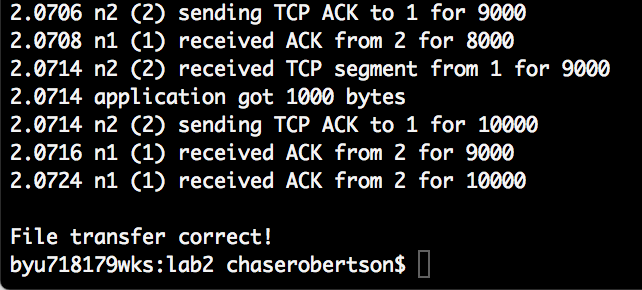 2.0706 n2 (2) sending TCP ACK to 1 for 9000
2.0708 n1 (1) received ACK from 2 for 8000
2.0714 n2 (2) received TCP segment from 1 for 9000
2.0714 application got 1000 bytes
2.0714 n2 (2) sending TCP ACK to 1 for 10000
2.0716 n1 (1) received ACK from 2 for 9000
2.0724 n1 (1) received ACK from 2 for 10000
File transfer correct!
byu718179wks:lab2 chaserobertson$